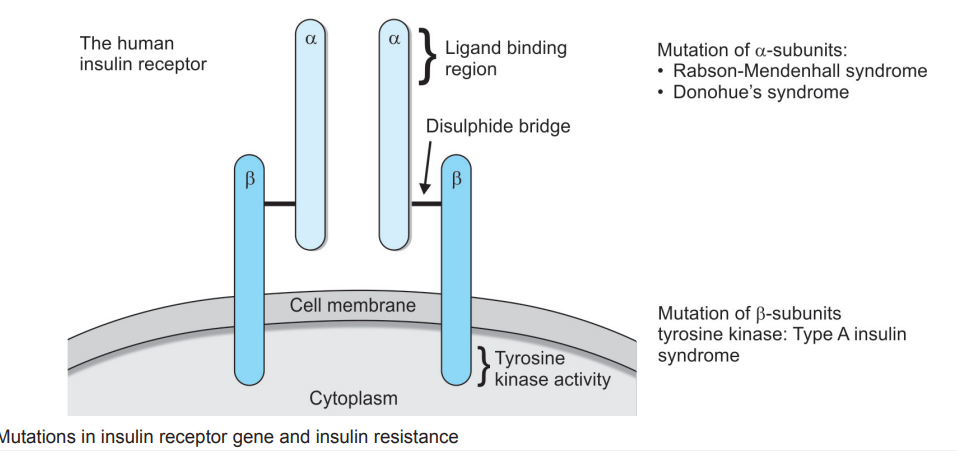 The human
insulin receptor
α
α
Ligand binding
region
Mutation of α-subunits:
• Rabson-Mendenhall syndrome
• Donohue's syndrome
Disulphide bridge
β
β
Cell membrane
Mutation of β-subunits
tyrosine kinase: Type A insulin
syndrome
Tyrosine
kinase activity
Cytoplasm
Mutations in insulin receptor gene and insulin resistance